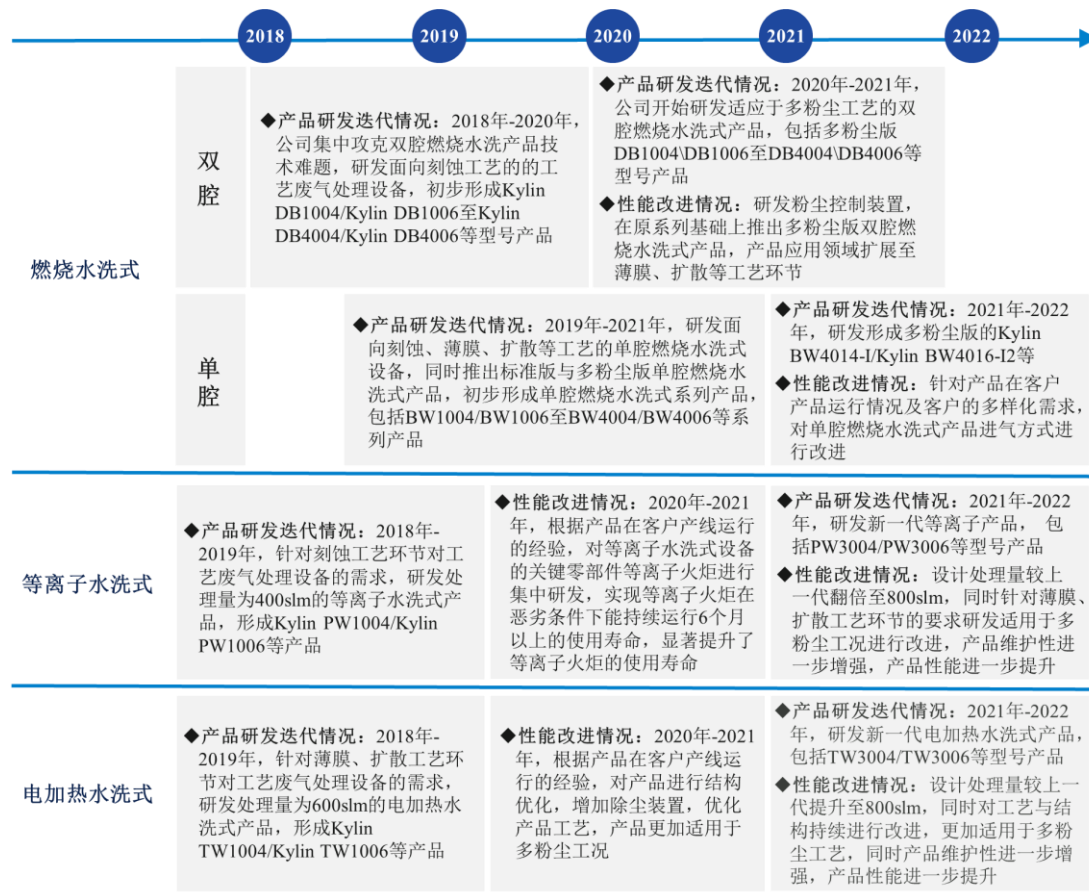 2018
2019
2020
2021
2022
燃烧水洗式
双
腔
◆产品研发迭代情况：2018年-2020年，
公司集中攻克双腔燃烧水洗产品技
术难题，研发面向刻蚀工艺的的工
艺废气处理设备，初步形成Kylin
DB1004/Kylin DB1006至Kylin
DB4004/Kylin DB4006等型号产品
◆产品研发迭代情况：2020年-2021年，
公司开始研发适应于多粉尘工艺的双
腔燃烧水洗式产品，包括多粉尘版
DB1004\DB1006至DB4004\DB4006等
型号产品
◆性能改进情况：研发粉尘控制装置，
在原系列基础上推出多粉尘版双腔燃
烧水洗式产品，产品应用领域扩展至
薄膜、扩散等工艺环节
单
腔
◆产品研发迭代情况：2019年-2021年，研发面
向刻蚀、薄膜、扩散等工艺的单腔燃烧水洗式
设备，同时推出标准版与多粉尘版单腔燃烧水
洗式产品，初步形成单腔燃烧水洗式系列产品，
包括BW1004/BW1006至BW4004/BW4006等系
列产品
◆产品研发迭代情况：2021年-2022
年，研发形成多粉尘版的Kylin
BW4014-I/Kylin BW4016-I2等
◆性能改进情况：针对产品在客户
产品运行情况及客户的多样化需求，
对单腔燃烧水洗式产品进气方式进
行改进
等离子水洗式
◆产品研发迭代情况：2018年-
2019年，针对刻蚀工艺环节对工
艺废气处理设备的需求，研发处
理量为400slm的等离子水洗式产
品，形成Kylin PW1004/Kylin
PW1006等产品
◆性能改进情况：2020年-2021
年，根据产品在客户产线运行
的经验，对等离子水洗式设备
的关键零部件等离子火炬进行
集中研发，实现等离子火炬在
恶劣条件下能持续运行6个月
以上的使用寿命，显著提升了
等离子火炬的使用寿命
◆产品研发迭代情况：2021年-2022
年，研发新一代等离子产品， 包
括PW3004/PW3006等型号产品
◆性能改进情况：设计处理量较上
一代翻倍至800slm，同时针对薄膜、
扩散工艺环节的要求研发适用于多
粉尘工况进行改进，产品维护性进
一步增强，产品性能进一步提升
电加热水洗式
◆产品研发迭代情况：2018年-
2019年，针对薄膜、扩散工艺环
节对工艺废气处理设备的需求，
研发处理量为600slm的电加热水
洗式产品，形成Kylin
TW1004/Kylin TW1006等产品
◆性能改进情况：2020年-2021
年，根据产品在客户产线运
行的经验，对产品进行结构
优化，增加除尘装置，优化
产品工艺，产品更加适用于
多粉尘工况
◆产品研发迭代情况：2021年-2022
年，研发新一代电加热水洗式产品，
包括TW3004/TW3006等型号产品
◆性能改进情况：设计处理量较上一
代提升至800slm，同时对工艺与结
构持续进行改进，更加适用于多粉
尘工艺，同时产品维护性进一步增
强，产品性能进一步提升